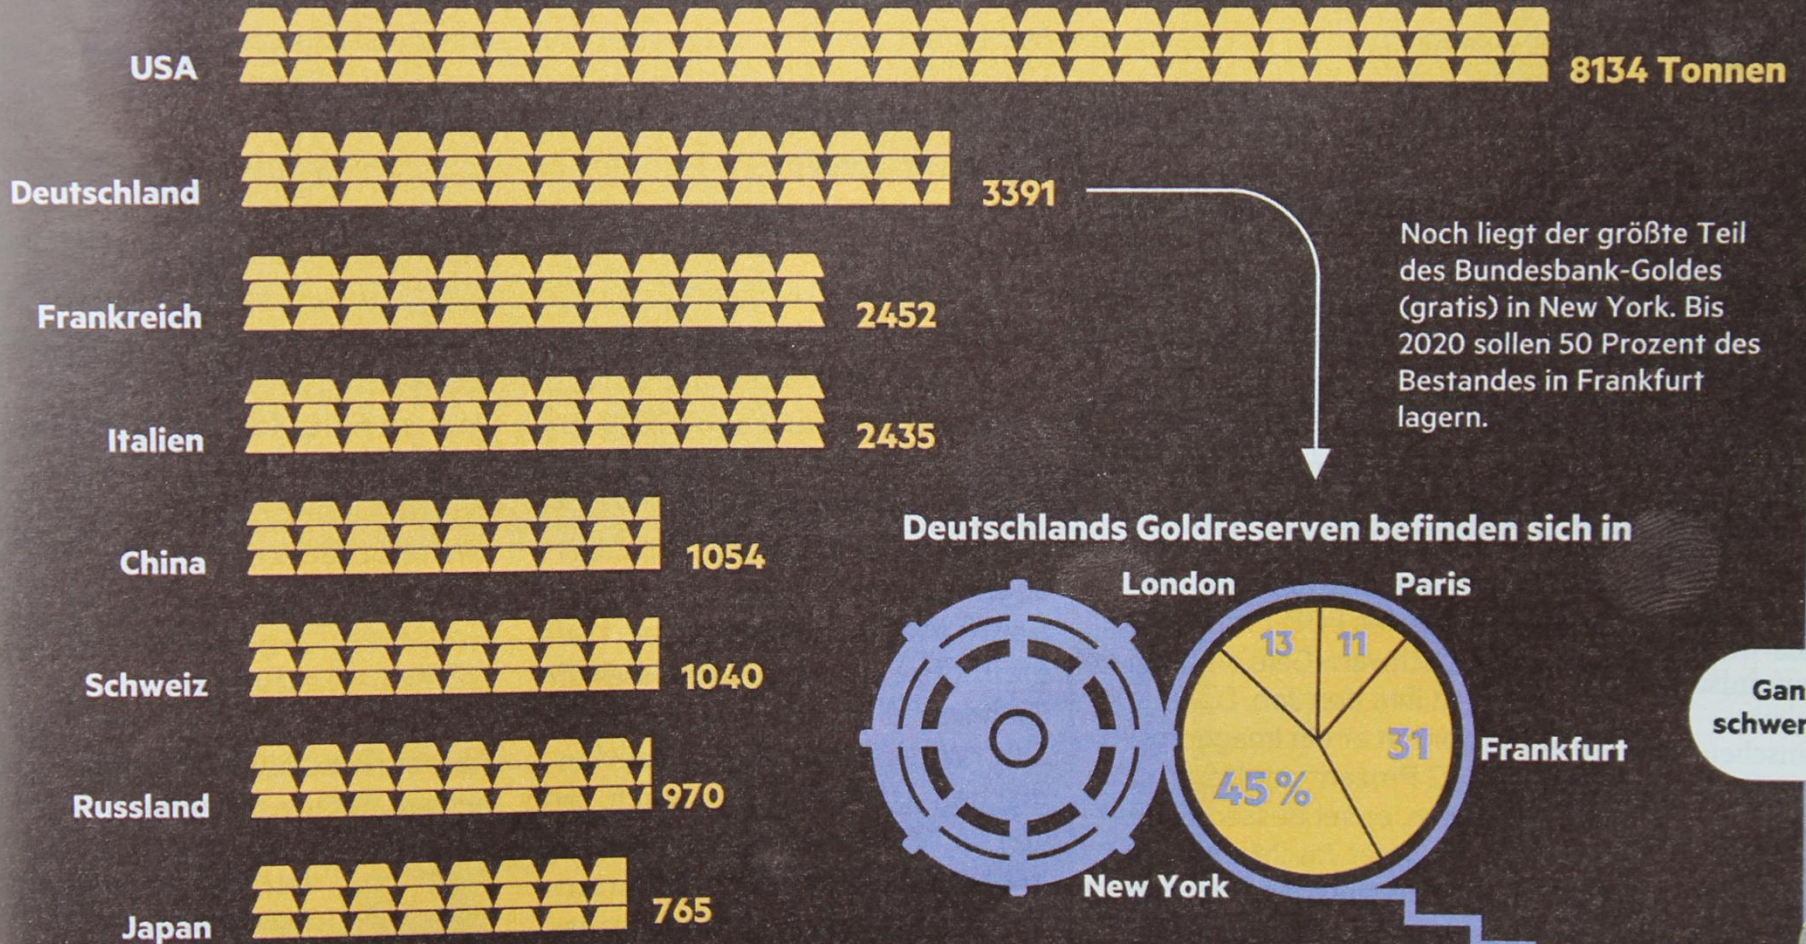 USA
8134 Tonnen
Deutschland
3391
Noch liegt der größte Teil
des Bundesbank-Goldes
(gratis) in New York. Bis
2020 sollen 50 Prozent des
Bestandes in Frankfurt
lagern.
Frankreich
2452
Italien
2435
China
1054
Schweiz
1040
Russland
970
Japan
765
Deutschlands Goldreserven befinden sich in
London
Paris
13
11
31
Frankfurt
45 %
New York
Gan
schwer